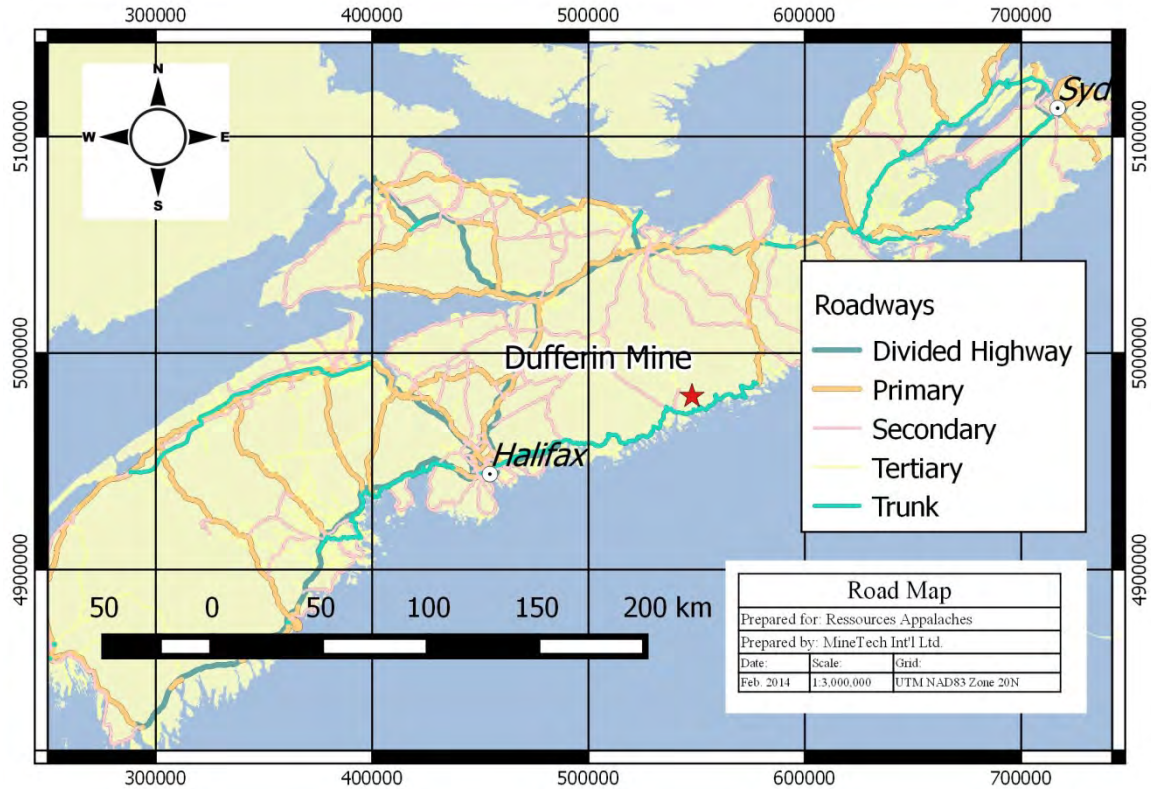 300000 400000 500000 600000 700000
N
W E
S
Syd
5100000 5100000
Roadways
Divided Highway
5000000 5000000
Dufferin Mine
Primary
Secondary
Halifax
Tertiary
Trunk
4900000 4900000
50 0 50 100 150 200 km
Road Map
Prepared for: Ressources Appalaches
Prepared by: MineTech Int'l Ltd.
Date: Scale: Grid:
Feb. 2014 1:3,000,000 UTM NAD83 Zone 20N
300000 400000 500000 600000 700000